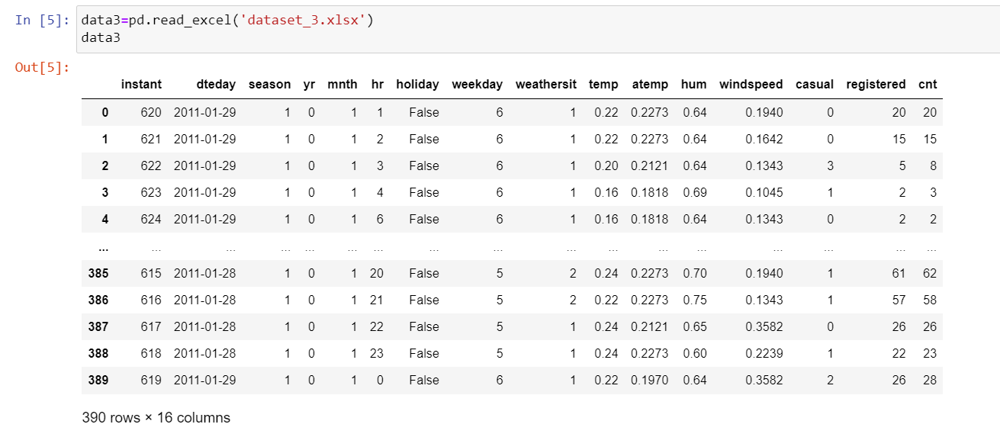 In [5]: data3=pd.read_excel('dataset_3.xlsx')
data3
Out[5]:
instant dteday season yr mnth hr holiday weekday weathersit temp atemp hum windspeed casual registered cnt
0 620 2011-01-29 1 0 1 1 False 6 1 0.22 0.2273 0.64 0.1940 0 20 20
1 621 2011-01-29 1 0 1 2 False 6 1 0.22 0.2273 0.64 0.1642 0 15 15
2 622 2011-01-29 1 0 1 3 False 6 1 0.20 0.2121 0.64 0.1343 3 5 8
3 623 2011-01-29 1 0 1 4 False 6 1 0.16 0.1818 0.69 0.1045 1 2 3
4 624 2011-01-29 1 0 1 6 False 6 1 0.16 0.1818 0.64 0.1343 0 2 2
... ... ... ... ... ... ... ... ... ... ... ... ... ... ... ... ...
385 615 2011-01-28 1 0 1 20 False 5 2 0.24 0.2273 0.70 0.1940 1 61 62
386 616 2011-01-28 1 0 1 21 False 5 2 0.22 0.2273 0.75 0.1343 1 57 58
387 617 2011-01-28 1 0 1 22 False 5 1 0.24 0.2121 0.65 0.3582 0 26 26
388 618 2011-01-28 1 0 1 23 False 5 1 0.24 0.2273 0.60 0.2239 1 22 23
389 619 2011-01-29 1 0 1 0 False 6 1 0.22 0.1970 0.64 0.3582 2 26 28
390 rows × 16 columns